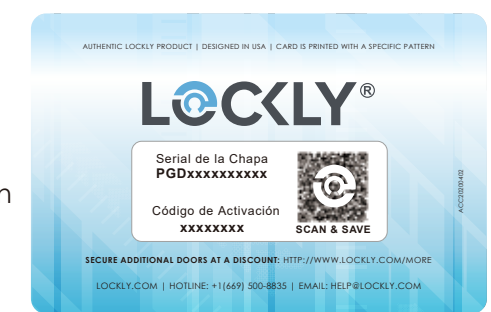 AUTHENTIC LOCKLY PRODUCT | DESIGNED IN USA | CARD IS PRINTED WITH A SPECIFIC PATTERN
LOCKLY®
Serial de la Chapa
PGDxxxxxxxxxx
Código de Activación
xxxxxxxx
SCAN & SAVE
ACC20200402
n
SECURE ADDITIONAL DOORS AT A DISCOUNT: HTTP://WWW.LOCKLY.COM/MORE
LOCKLY.COM | HOTLINE: +1(669) 500-8835 | EMAIL: HELP@LOCKLY.COM